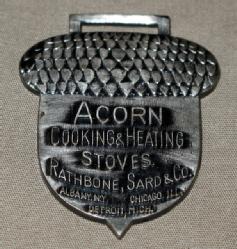 ACORN
COOKING & HEATING
STOVES.
RATHBONE, SARD & CO.
ALBANY, N.Y. CHICAGO, ILL.
DETROIT, MICH.